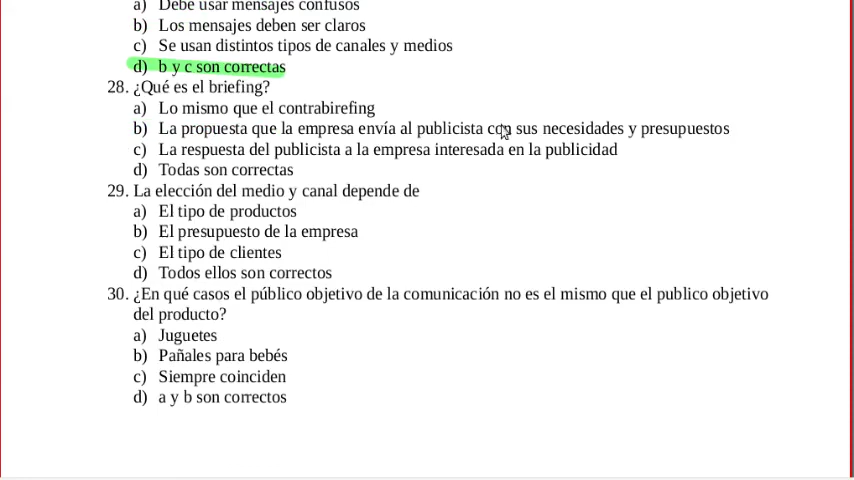 a) Debe usar mensajes confusos
b) Los mensajes deben ser claros
c) Se usan distintos tipos de canales y medios
d) b y c son correctas
28. ¿Qué es el briefing?
a) Lo mismo que el contrabirefing
b) La propuesta que la empresa envía al publicista con sus necesidades y presupuestos
c) La respuesta del publicista a la empresa interesada en la publicidad
d) Todas son correctas
29. La elección del medio y canal depende de
a) El tipo de productos
b) El presupuesto de la empresa
c) El tipo de clientes
d) Todos ellos son correctos
30. ¿En qué casos el público objetivo de la comunicación no es el mismo que el publico objetivo
del producto?
a) Juguetes
b) Pañales para bebés
c) Siempre coinciden
d) a y b son correctos